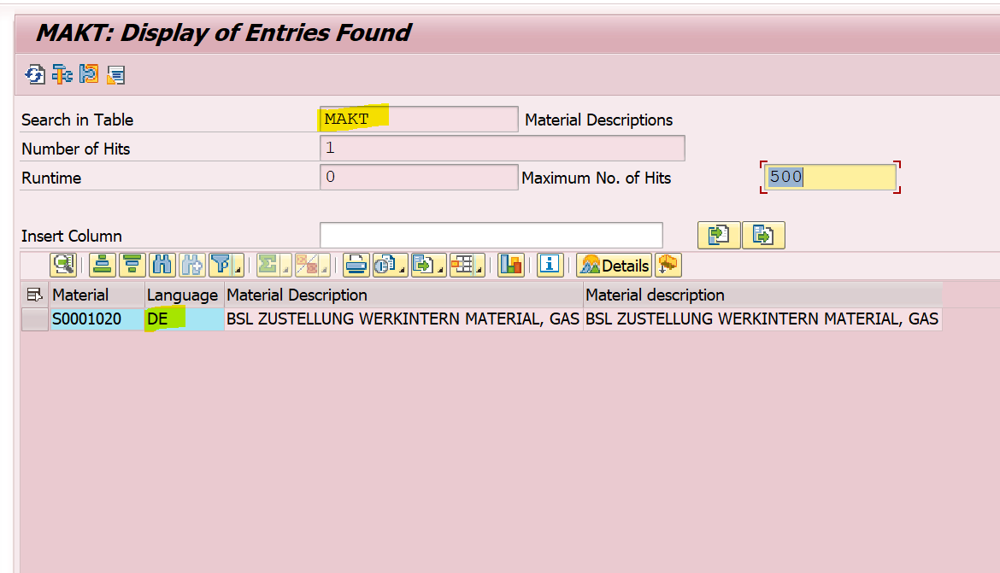 MAKT: Display of Entries Found
Search in Table MAKT Material Descriptions
Number of Hits 1
Runtime 0 Maximum No. of Hits 500
Insert Column
Details
Material Language Material Description Material description
S0001020 DE BSL ZUSTELLUNG WERKINTERN MATERIAL, GAS BSL ZUSTELLUNG WERKINTERN MATERIAL, GAS